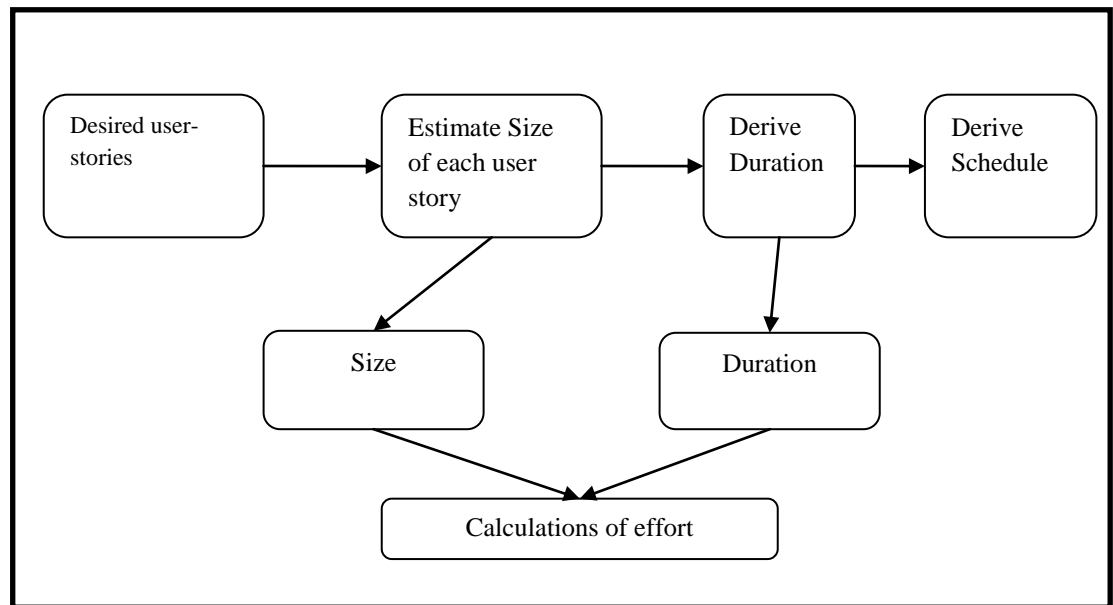 Desired user-
stories
Estimate Size
of each user
story
Derive
Duration
Derive
Schedule
Size
Duration
Calculations of effort